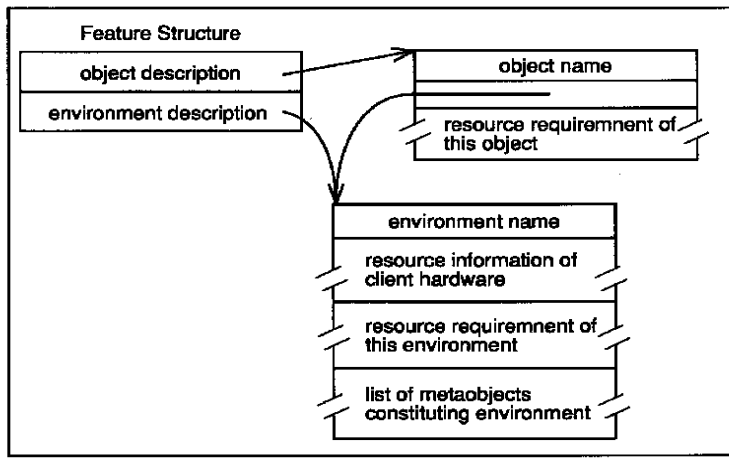 Feature Structure
object description
environment description
object name
resource requiremnent of
this object
environment name
resource information of
client hardware
resource requiremnent of
this environment
list of metaobjects
constituting environment